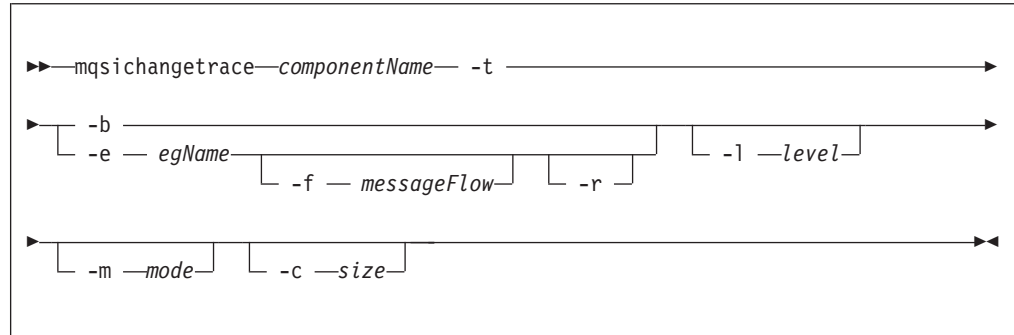 mqsichangetrace componentName -t
-b
-e egName
-l level
-f messageFlow -r
-m mode -c size